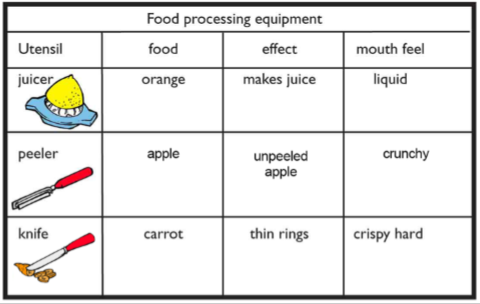 Food processing equipment
Utensil food effect mouth feel
juicer orange makes juice liquid
peeler apple unpeeled apple crunchy
knife carrot thin rings crispy hard